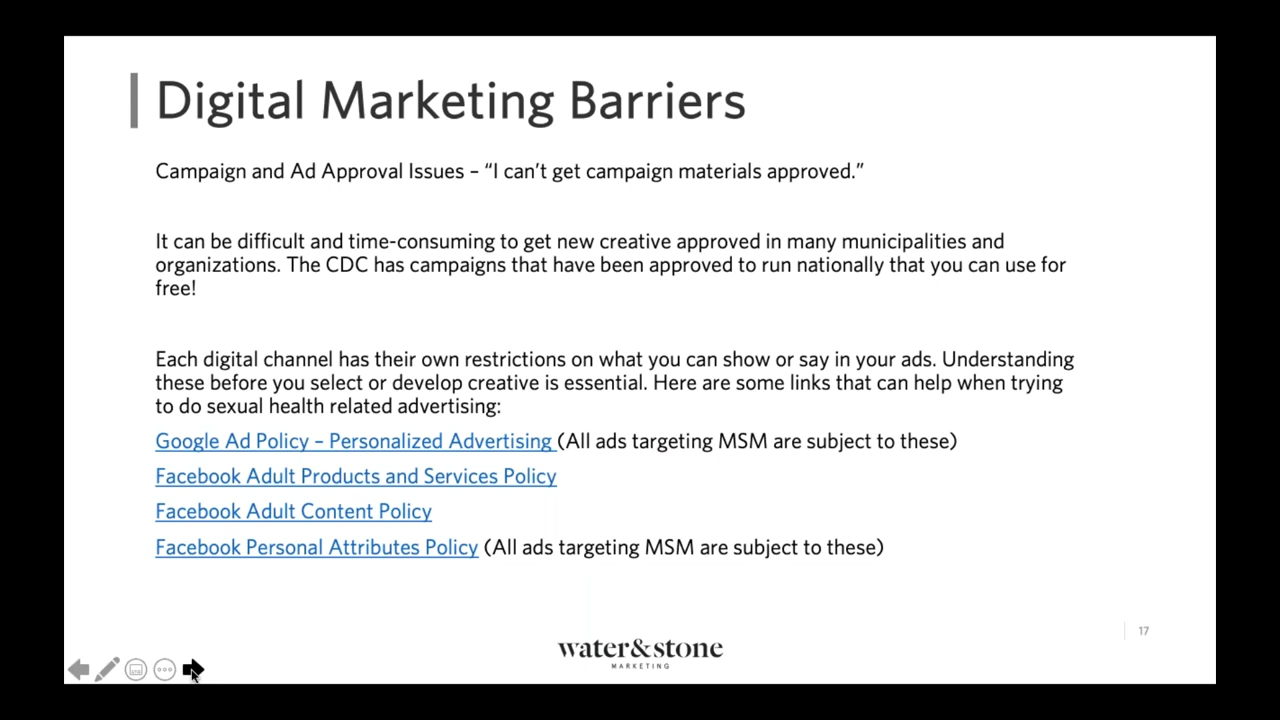 Digital Marketing Barriers
Campaign and Ad Approval Issues – “I can’t get campaign materials approved.”
It can be difficult and time-consuming to get new creative approved in many municipalities and
organizations. The CDC has campaigns that have been approved to run nationally that you can use for
free!
Each digital channel has their own restrictions on what you can show or say in your ads. Understanding
these before you select or develop creative is essential. Here are some links that can help when trying
to do sexual health related advertising:
Google Ad Policy – Personalized Advertising (All ads targeting MSM are subject to these)
Facebook Adult Products and Services Policy
Facebook Adult Content Policy
Facebook Personal Attributes Policy (All ads targeting MSM are subject to these)
17
water&stone
MARKETING